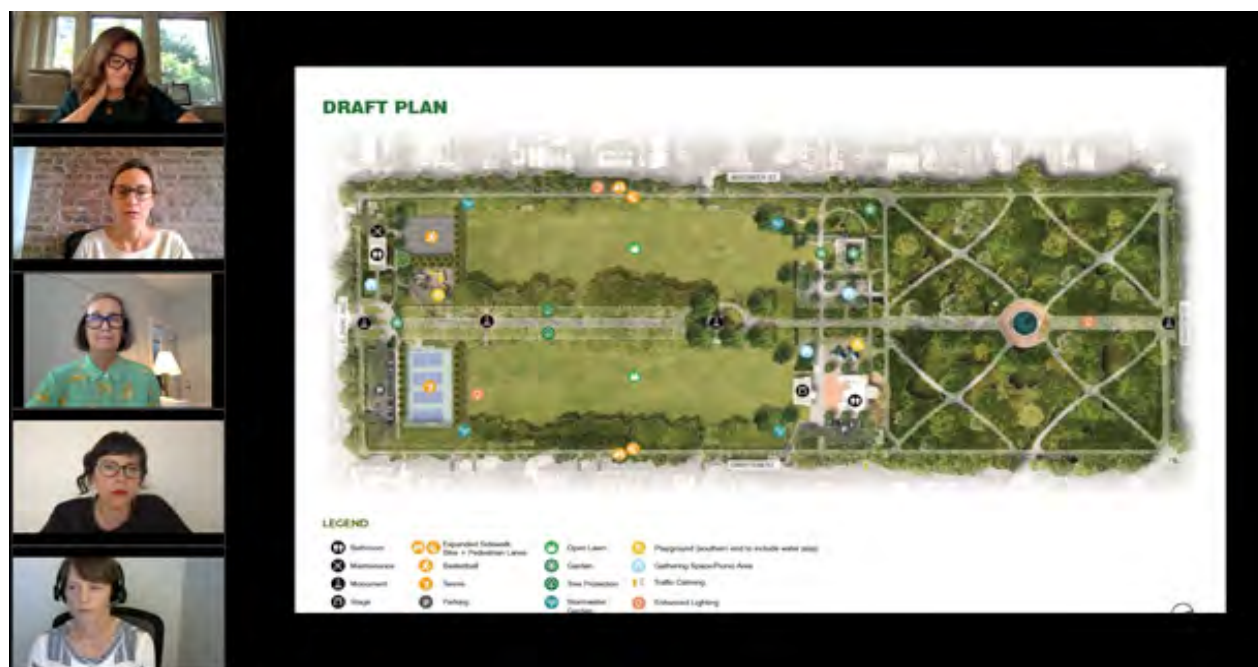 DRAFT PLAN
LEGEND
Bathroom
Maintenance
Monument
Stage
Expanded Sidewalk
Bike + Pedestrian Lanes
Basketball
Tennis
Parking
Open Lawn
Garden
Tree Protection
Stormwater
Garden
Playground (southern end to include water play)
Gathering Space/Picnic Area
Traffic Calming
Enhanced Lighting